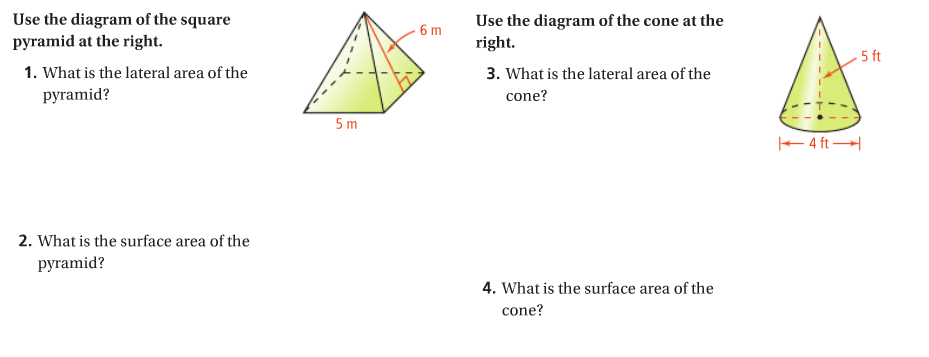 Use the diagram of the square
pyramid at the right.
1. What is the lateral area of the
pyramid?
6 m
5 m
2. What is the surface area of the
pyramid?
Use the diagram of the cone at the
right.
3. What is the lateral area of the
cone?
5 ft
4 ft
4. What is the surface area of the
cone?